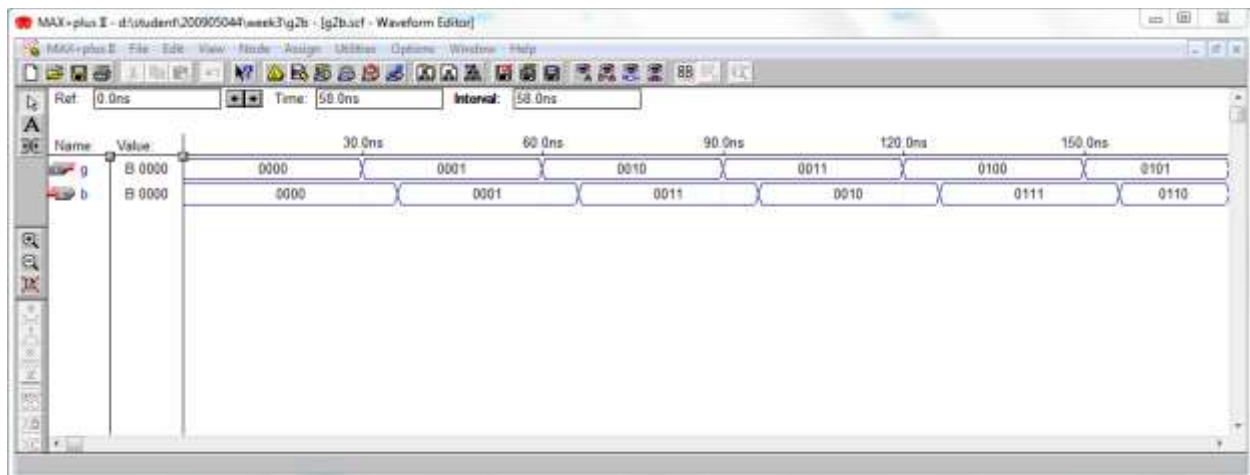 MAX+plus II - d:\student\200905044\week3\g2b - [g2b.scf - Waveform Editor]
MAX+plus II File Edit View Node Assign Utilities Options Window Help
Ref: 0.0ns Time: 58.0ns Interval: 58.0ns
A
Name: Value: 30.0ns 60.0ns 90.0ns 120.0ns 150.0ns
g B 0000 0000 0001 0010 0011 0100 0101
b B 0000 0000 0001 0011 0010 0111 0110